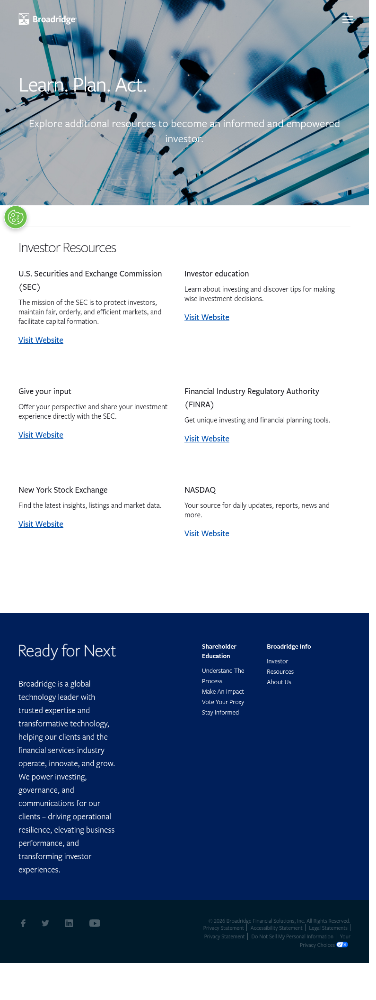 Broadridge
Learn. Plan. Act.
Explore additional resources to become an informed and empowered
investor.
Investor Resources
U.S. Securities and Exchange Commission
(SEC)
The mission of the SEC is to protect investors,
maintain fair, orderly, and efficient markets, and
facilitate capital formation.
Visit Website
Investor education
Learn about investing and discover tips for making
wise investment decisions.
Visit Website
Give your input
Offer your perspective and share your investment
experience directly with the SEC.
Visit Website
Financial Industry Regulatory Authority
(FINRA)
Get unique investing and financial planning tools.
Visit Website
New York Stock Exchange
Find the latest insights, listings and market data.
Visit Website
NASDAQ
Your source for daily updates, reports, news and
more.
Visit Website
Ready for Next
Broadridge is a global
technology leader with
trusted expertise and
transformative technology,
helping our clients and the
financial services industry
operate, innovate, and grow.
We power investing,
governance, and
communications for our
clients – driving operational
resilience, elevating business
performance, and
transforming investor
experiences.
Shareholder
Education
Understand The
Process
Make An Impact
Vote Your Proxy
Stay Informed
Broadridge Info
Investor
Resources
About Us
© 2026 Broadridge Financial Solutions, Inc. All Rights Reserved.
Privacy Statement | Accessibility Statement | Legal Statements |
Privacy Statement | Do Not Sell My Personal Information | Your
Privacy Choices